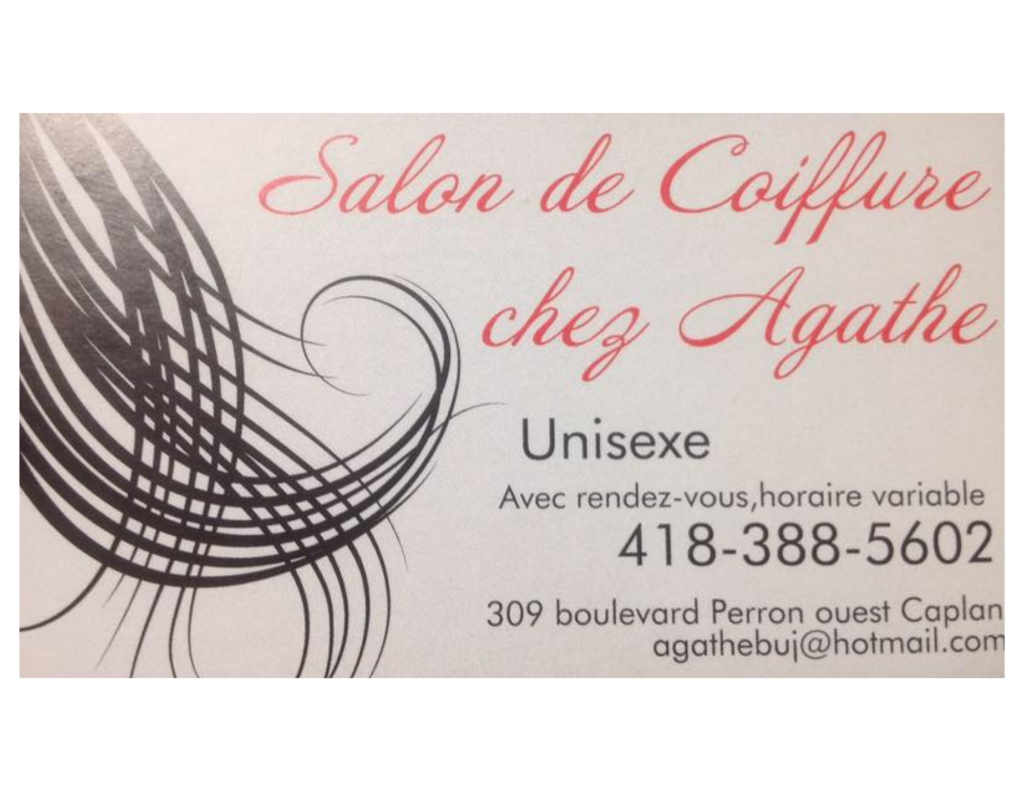 Salon de Coiffure
chez Agathe
Unisexe
Avec rendez-vous,horaire variable
418-388-5602
309 boulevard Perron ouest Caplan
agathebuj@hotmail.com